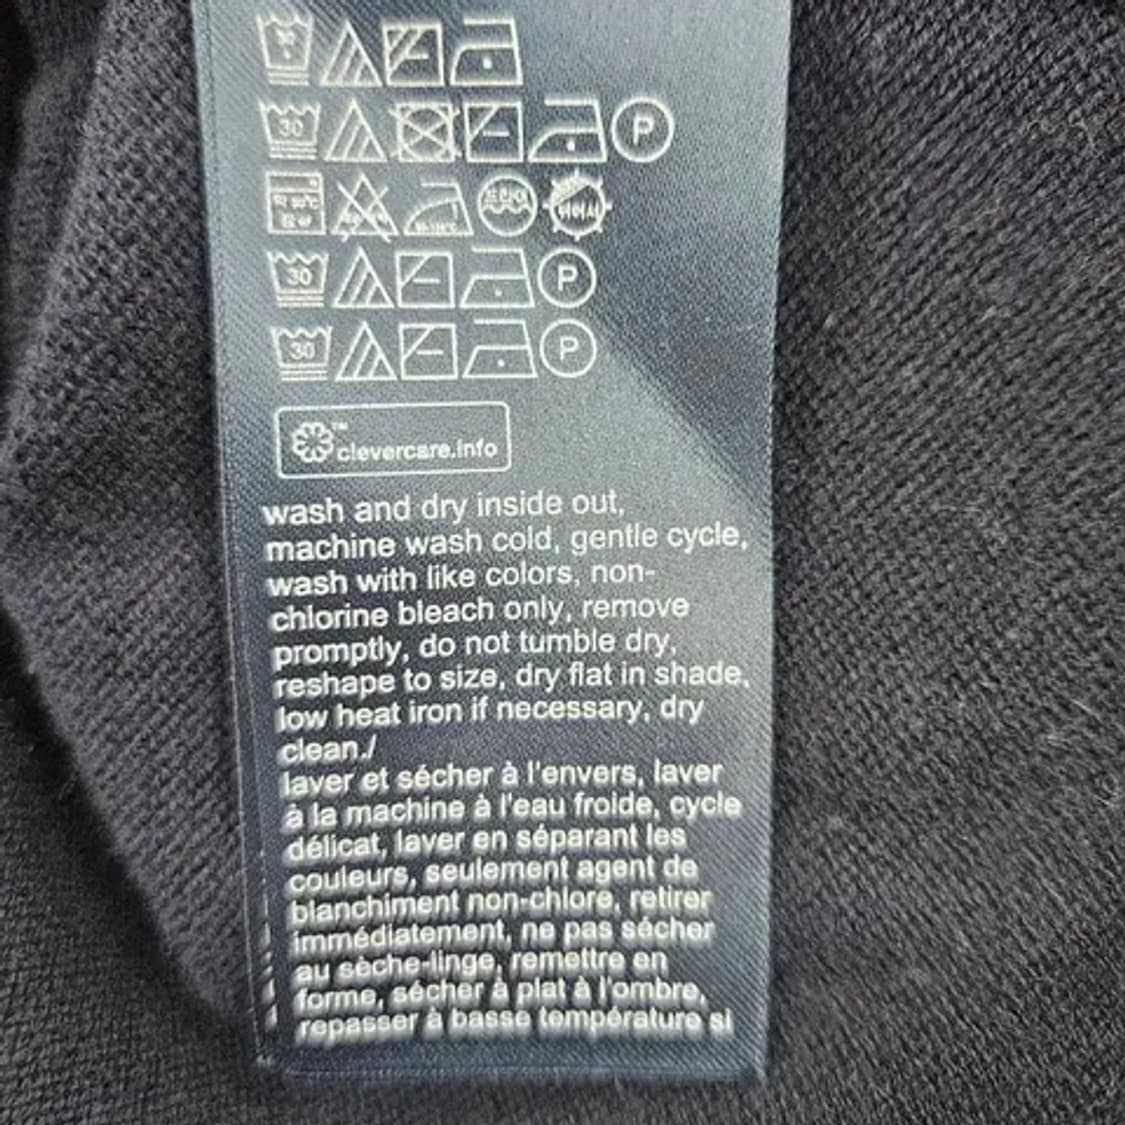 30 P
30 P
30 P
™
clevercare.info
wash and dry inside out,
machine wash cold, gentle cycle,
wash with like colors, non-
chlorine bleach only, remove
promptly, do not tumble dry,
reshape to size, dry flat in shade,
low heat iron if necessary, dry
clean./
laver et sécher à l'envers, laver
à la machine à l'eau froide, cycle
délicat, laver en séparant les
couleurs, seulement agent de
blanchiment non-chlore, retirer
immédiatement, ne pas sécher
au sèche-linge, remettre en
forme, sécher à plat à l'ombre,
repasser à basse température si